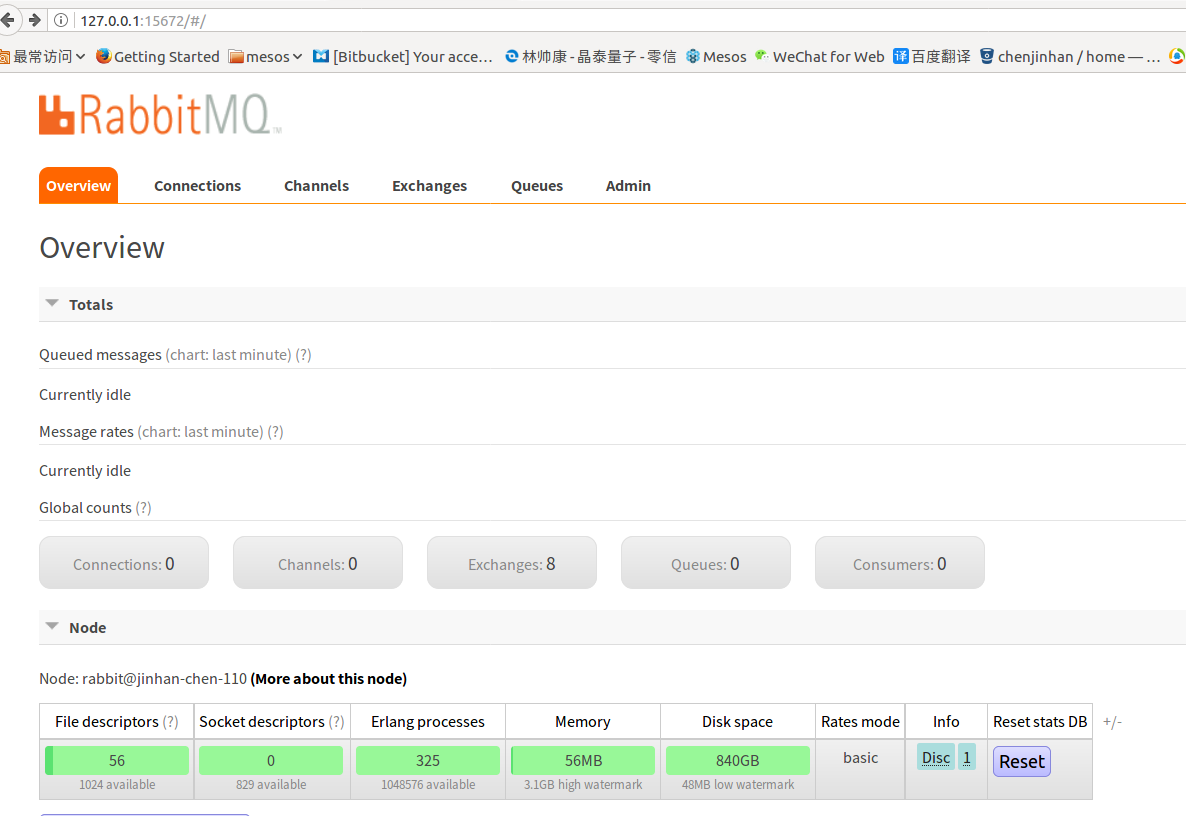 127.0.0.1:15672/#/
最常访问 Getting Started mesos [Bitbucket] Your acce... 林帅康 - 晶泰量子 - 零信 Mesos WeChat for Web 译 百度翻译 chenjinhan / home — ...
RabbitMQ™
Overview Connections Channels Exchanges Queues Admin
Overview
Totals
Queued messages (chart: last minute) (?)
Currently idle
Message rates (chart: last minute) (?)
Currently idle
Global counts (?)
Connections: 0 Channels: 0 Exchanges: 8 Queues: 0 Consumers: 0
Node
Node: rabbit@jinhan-chen-110 (More about this node)
File descriptors (?) Socket descriptors (?) Erlang processes Memory Disk space Rates mode Info Reset stats DB +/-
56 0 325 56MB 840GB basic Disc 1 Reset
1024 available 829 available 1048576 available 3.1GB high watermark 48MB low watermark